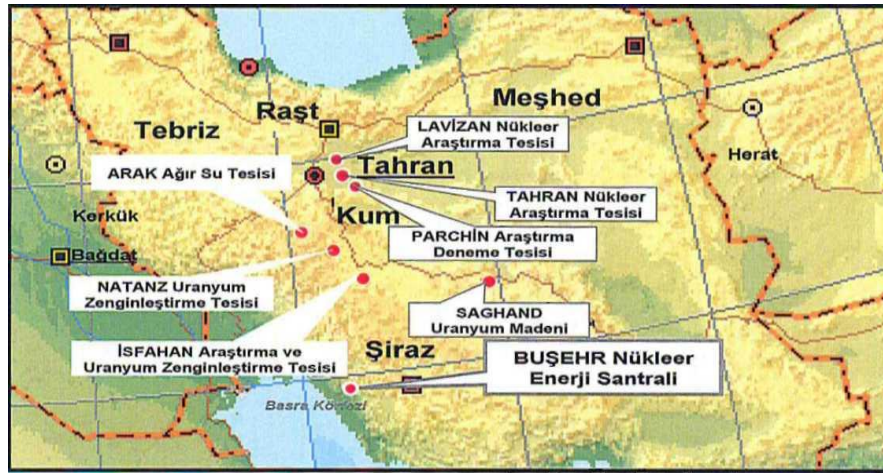 Raşt
Meşhed
Tebriz
LAVİZAN Nükleer
Araştırma Tesisi
Herat
ARAK Ağır Su Tesisi
Tahran
TAHRAN Nükleer
Araştırma Tesisi
Kerkük
Kum
PARCHİN Araştırma
Deneme Tesisi
Bağdat
NATANZ Uranyum
Zenginleştirme Tesisi
SAGHAND
Uranyum Madeni
İSFAHAN Araştırma ve
Uranyum Zenginleştirme Tesisi
Şiraz
BUŞEHR Nükleer
Enerji Santrali
Basra Körfezi